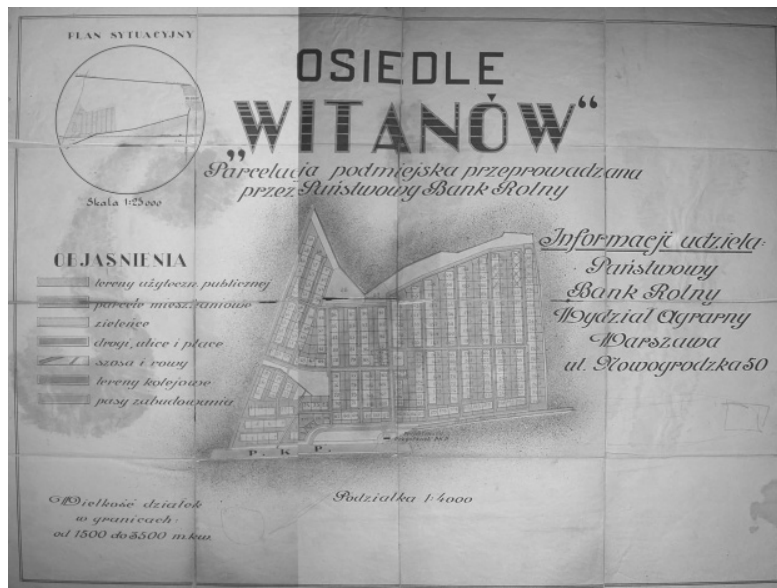 PLAN SYTUACYJNY
Skala 1:25000
OSIEDLE
„WITANÓW“
Parcelacja podmiejska przeprowadzana
przez Państwowy Bank Rolny
OBJAŚNIENIA
tereny użyteczn. publicznej
parcele mieszkaniowe
zieleńce
drogi, ulice i place
szosa i rowy
tereny kolejowe
pasy zabudowania
Informacji udziela:
Państwowy
Bank Rolny
Wydział Agrarny
Warszawa
ul. Nowogrodzka 50
P. K. P.
Wielkość działek
w granicach:
od 1500 do 3500 m. kw.
Podziałka 1:4000